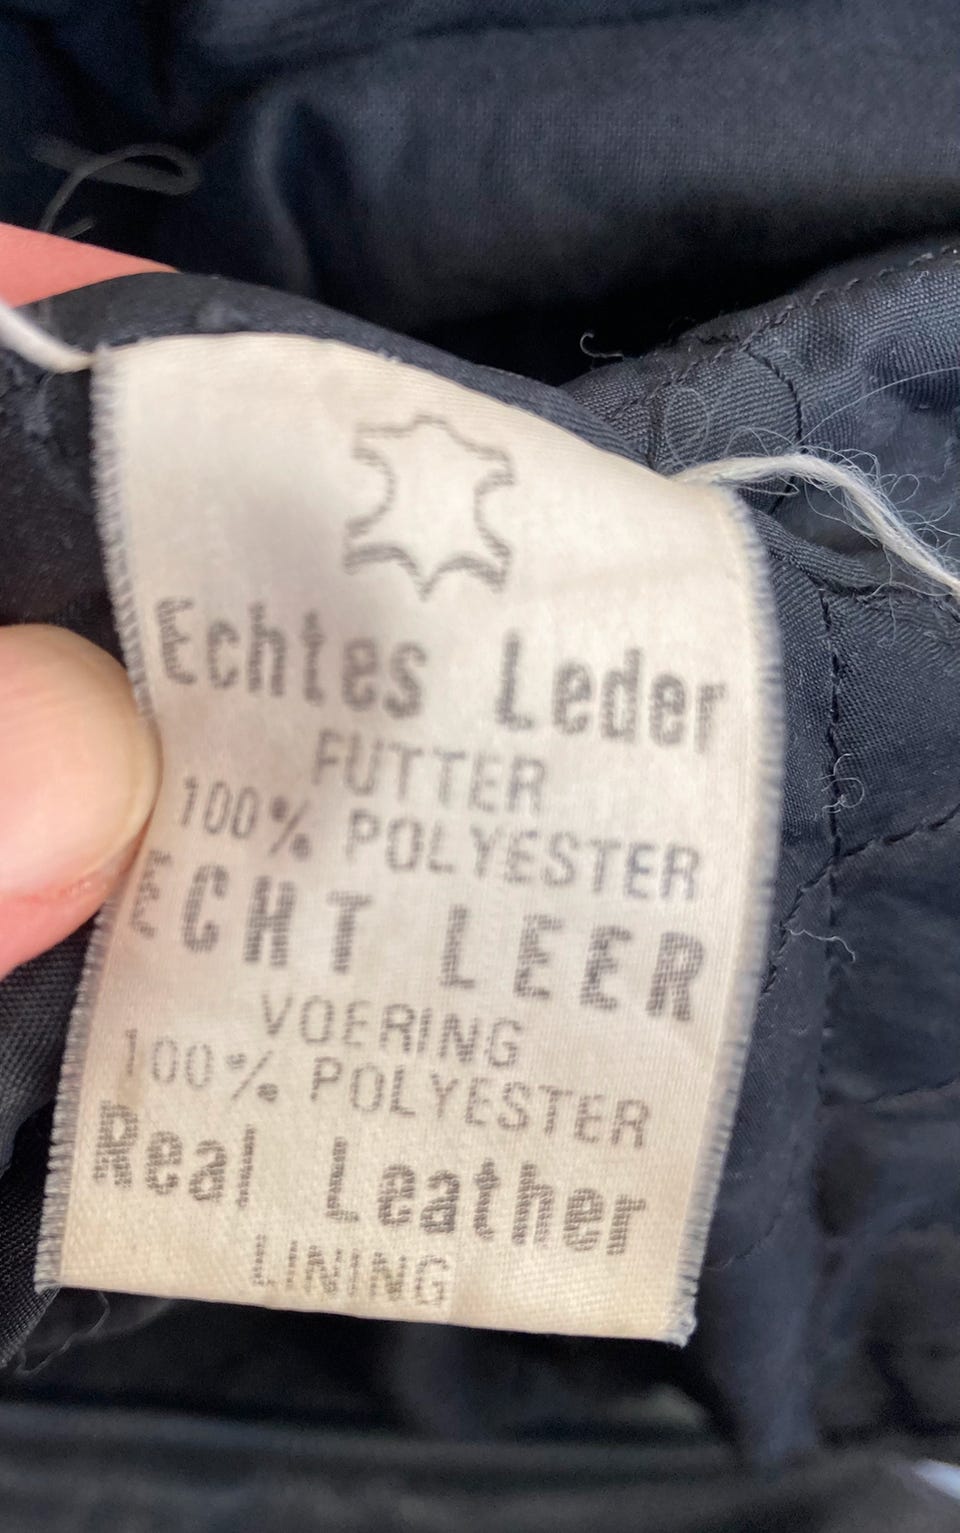 Echtes Leder
FUTTER
100% POLYESTER
ECHT LEER
VOERING
100% POLYESTER
Real Leather
LINING